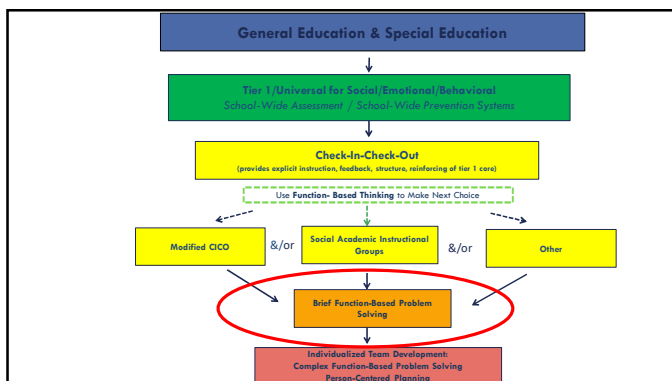 General Education & Special Education
Tier 1/Universal for Social/Emotional/Behavioral
School-Wide Assessment / School-Wide Prevention Systems
Check-In-Check-Out
(provides explicit instruction, feedback, structure, reinforcing of tier 1 core)
Use Function- Based Thinking to Make Next Choice
Modified CICO
&/or
Social Academic Instructional
Groups
&/or
Other
Brief Function-Based Problem
Solving
Individualized Team Development:
Complex Function-Based Problem Solving
Person-Centered Planning